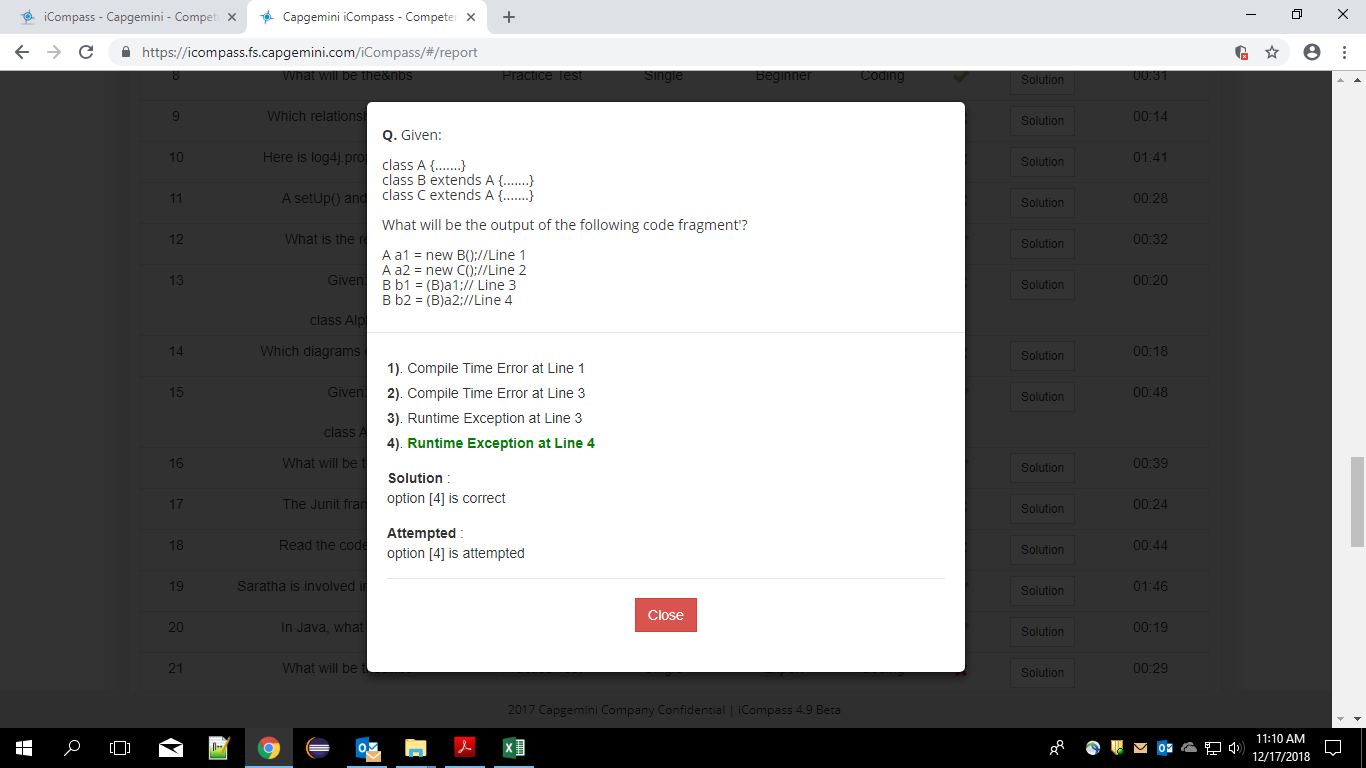 iCompass - Capgemini - Compet
Capgemini iCompass - Competen
https://icompass.fs.capgemini.com/iCompass/#/report
8 What will be the&nbs Practice Test Single Beginner Coding Solution 00:31
9 Which relationsh Solution 00:14
10 Here is log4j.pro Solution 01:41
11 A setUp() and Solution 00:28
12 What is the re Solution 00:32
13 Given: Solution 00:20
class Alp
14 Which diagrams Solution 00:18
15 Given: Solution 00:48
class A
16 What will be t Solution 00:39
17 The Junit fram Solution 00:24
18 Read the code Solution 00:44
19 Saratha is involved in Solution 01:46
20 In Java, what Solution 00:19
21 What will be t Solution 00:29
Q. Given:
class A {.......}
class B extends A {.......}
class C extends A {.......}
What will be the output of the following code fragment'?
A a1 = new B();//Line 1
A a2 = new C();//Line 2
B b1 = (B)a1;// Line 3
B b2 = (B)a2;//Line 4
1). Compile Time Error at Line 1
2). Compile Time Error at Line 3
3). Runtime Exception at Line 3
4). Runtime Exception at Line 4
Solution :
option [4] is correct
Attempted :
option [4] is attempted
Close
2017 Capgemini Company Confidential | iCompass 4.9 Beta
11:10 AM
12/17/2018